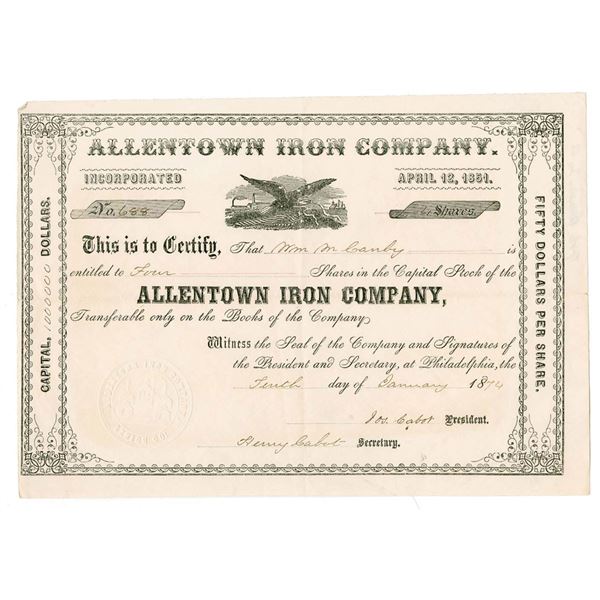 ALLENTOWN IRON COMPANY.
INCORPORATED APRIL 12, 1851.
No. 688 4 Shares
This is to Certify, That Wm M Canby is
entitled to Four Shares in the Capital Stock of the
ALLENTOWN IRON COMPANY,
Transferable only on the Books of the Company
Witness the Seal of the Company and Signatures of
the President and Secretary, at Philadelphia, the
Tenth day of January 1874
Jos. Cabot President.
Henry Cabot Secretary.
CAPITAL, 1000000 DOLLARS.
FIFTY DOLLARS PER SHARE.